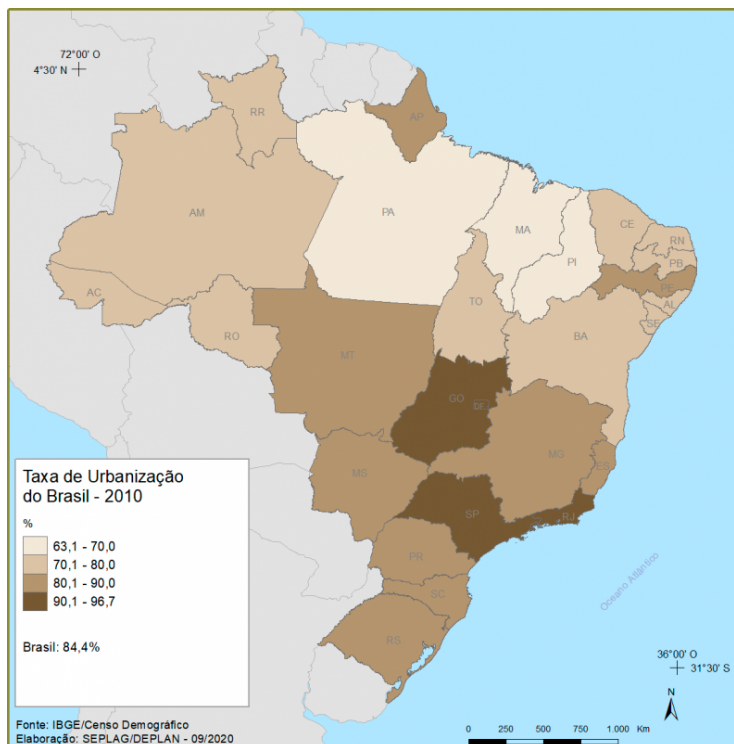 72°00' O
4°30' N
RR
AP
AM
PA
MA
CE
RN
PB
PI
PE
AL
SE
AC
TO
RO
BA
MT
GO
DF
MG
ES
MS
SP
RJ
PR
SC
RS
Oceano Atlântico
Taxa de Urbanização
do Brasil - 2010
%
63,1 - 70,0
70,1 - 80,0
80,1 - 90,0
90,1 - 96,7
Brasil: 84,4%
36°00' O
31°30' S
N
Fonte: IBGE/Censo Demográfico
Elaboração: SEPLAG/DEPLAN - 09/2020
0 250 500 750 1.000 Km